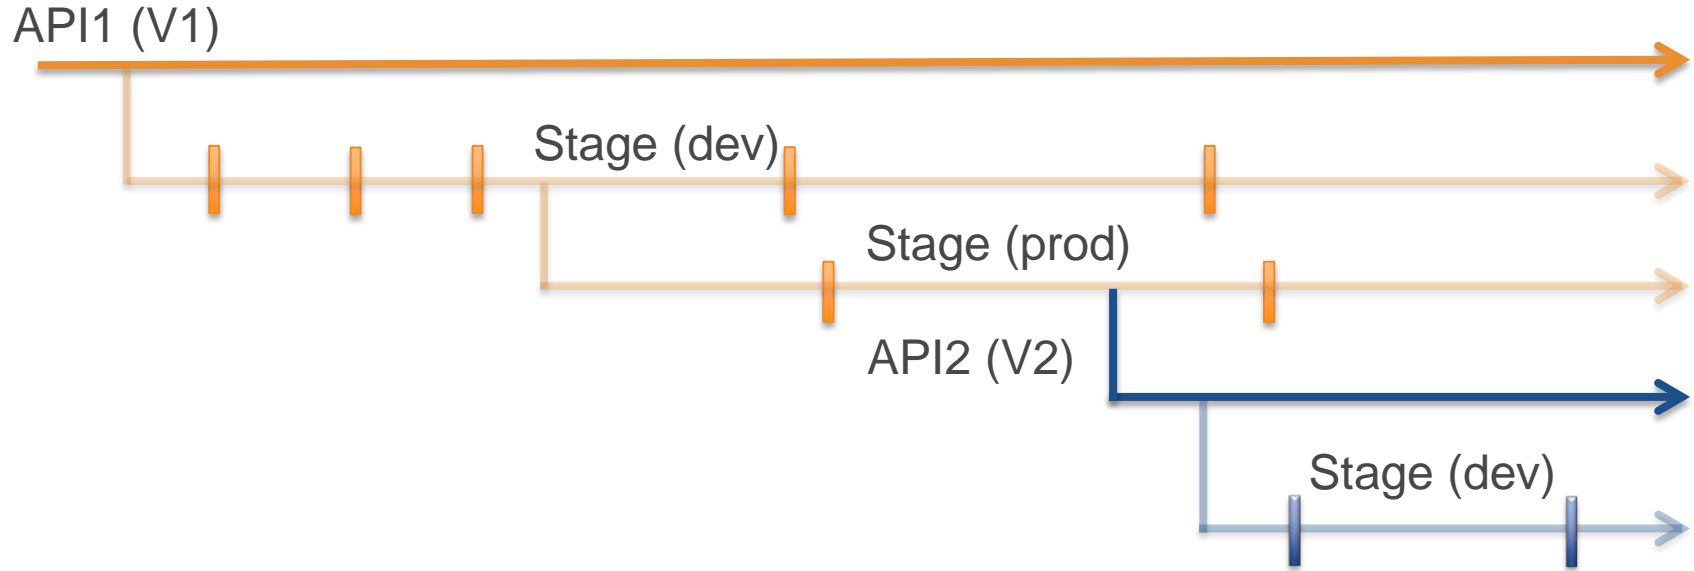 API1 (V1)
Stage (dev)
Stage (prod)
API2 (V2)
Stage (dev)